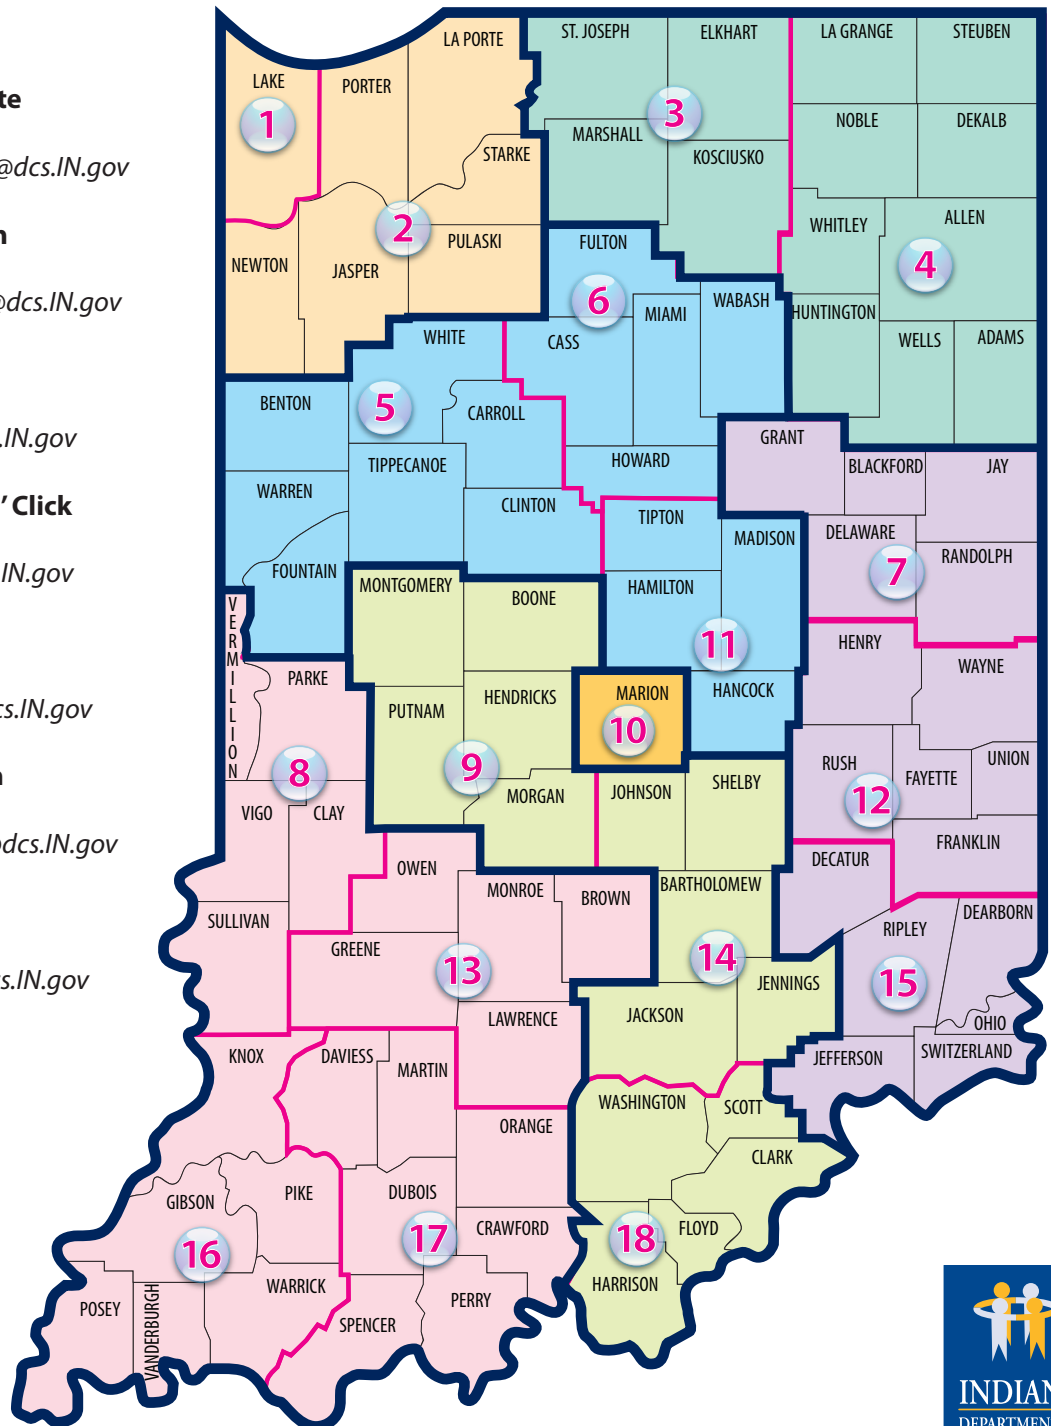 te
@dcs.IN.gov
n
@dcs.IN.gov
.IN.gov
' Click
.IN.gov
cs.IN.gov
n
dcs.IN.gov
s.IN.gov
LAKE
PORTER
LA PORTE
ST. JOSEPH
ELKHART
LA GRANGE
STEUBEN
1
3
NOBLE
DEKALB
MARSHALL
STARKE
KOSCIUSKO
2
WHITLEY
ALLEN
NEWTON
JASPER
PULASKI
FULTON
4
6
WABASH
MIAMI
HUNTINGTON
WHITE
CASS
WELLS
ADAMS
BENTON
5
CARROLL
GRANT
TIPPECANOE
HOWARD
BLACKFORD
JAY
WARREN
CLINTON
TIPTON
MADISON
DELAWARE
RANDOLPH
FOUNTAIN
7
MONTGOMERY
BOONE
HAMILTON
VERMILLION
11
HENRY
WAYNE
PARKE
HENDRICKS
MARION
HANCOCK
PUTNAM
10
8
9
RUSH
FAYETTE
UNION
12
VIGO
CLAY
MORGAN
JOHNSON
SHELBY
FRANKLIN
DECATUR
OWEN
MONROE
BROWN
BARTHOLOMEW
SULLIVAN
DEARBORN
RIPLEY
GREENE
13
14
JENNINGS
15
LAWRENCE
JACKSON
OHIO
KNOX
DAVIESS
MARTIN
JEFFERSON
SWITZERLAND
WASHINGTON
SCOTT
ORANGE
CLARK
GIBSON
PIKE
DUBOIS
CRAWFORD
FLOYD
16
17
18
WARRICK
HARRISON
POSEY
VANDERBURGH
SPENCER
PERRY
INDIAN
DEPARTMEN